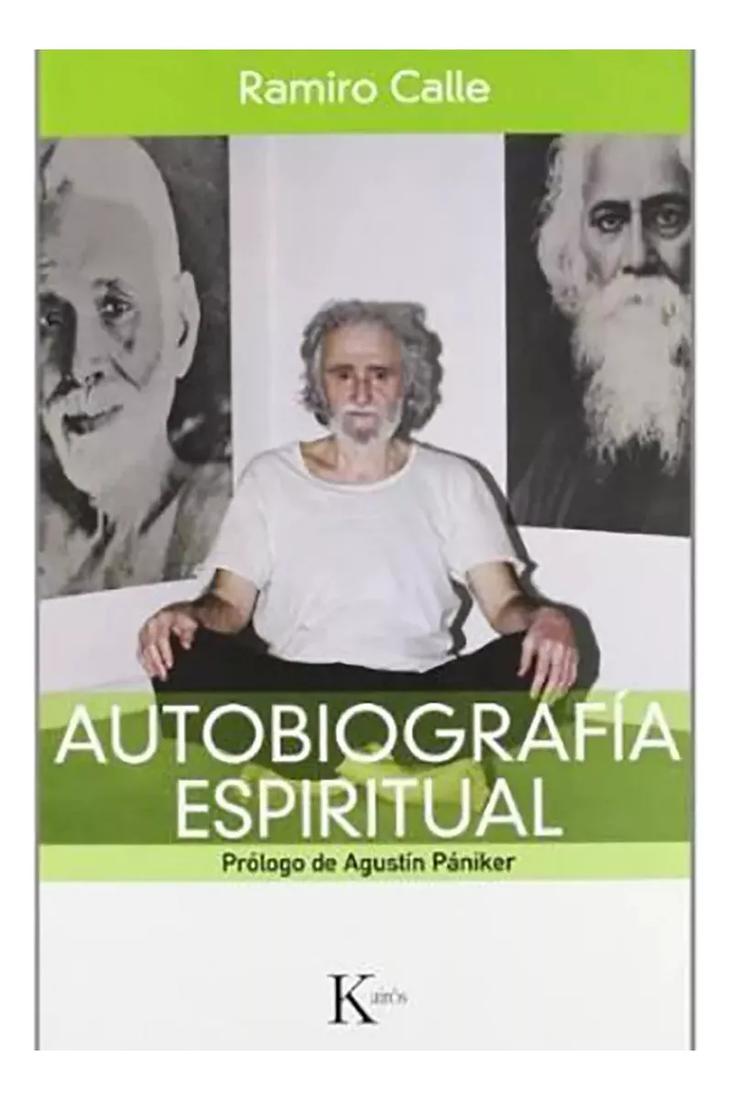 Ramiro Calle
AUTOBIOGRAFÍA
ESPIRITUAL
Prólogo de Agustín Pániker
Kairós